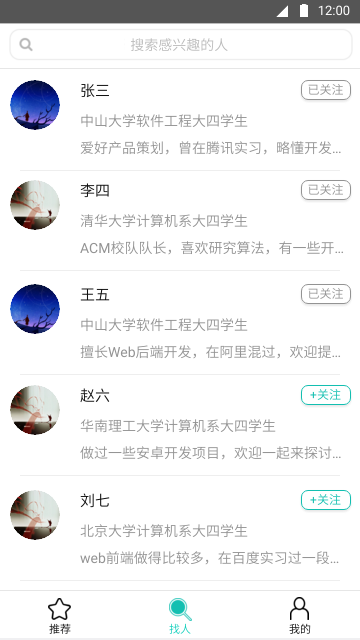 12:00
搜索感兴趣的人
张三
已关注
中山大学软件工程大四学生
爱好产品策划，曾在腾讯实习，略懂开发...
李四
已关注
清华大学计算机系大四学生
ACM校队队长，喜欢研究算法，有一些开...
王五
已关注
中山大学软件工程大四学生
擅长Web后端开发，在阿里混过，欢迎提...
赵六
+关注
华南理工大学计算机系大四学生
做过一些安卓开发项目，欢迎一起来探讨...
刘七
+关注
北京大学计算机系大四学生
web前端做得比较多，在百度实习过一段...
推荐
找人
我的